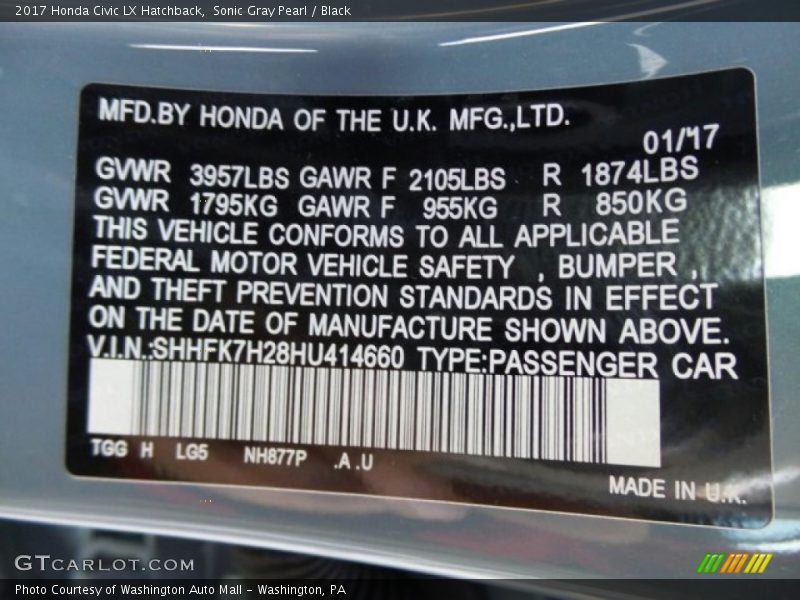 2017 Honda Civic LX Hatchback, Sonic Gray Pearl / Black
MFD.BY HONDA OF THE U.K. MFG.,LTD.
01/17
GVWR 3957LBS GAWR F 2105LBS R 1874LBS
GVWR 1795KG GAWR F 955KG R 850KG
THIS VEHICLE CONFORMS TO ALL APPLICABLE
FEDERAL MOTOR VEHICLE SAFETY , BUMPER ,
AND THEFT PREVENTION STANDARDS IN EFFECT
ON THE DATE OF MANUFACTURE SHOWN ABOVE.
V.I.N.:SHHFK7H28HU414660 TYPE:PASSENGER CAR
TGG H LG5 NH877P .A.U
MADE IN U.K.
GTCARLOT.COM
Photo Courtesy of Washington Auto Mall - Washington, PA